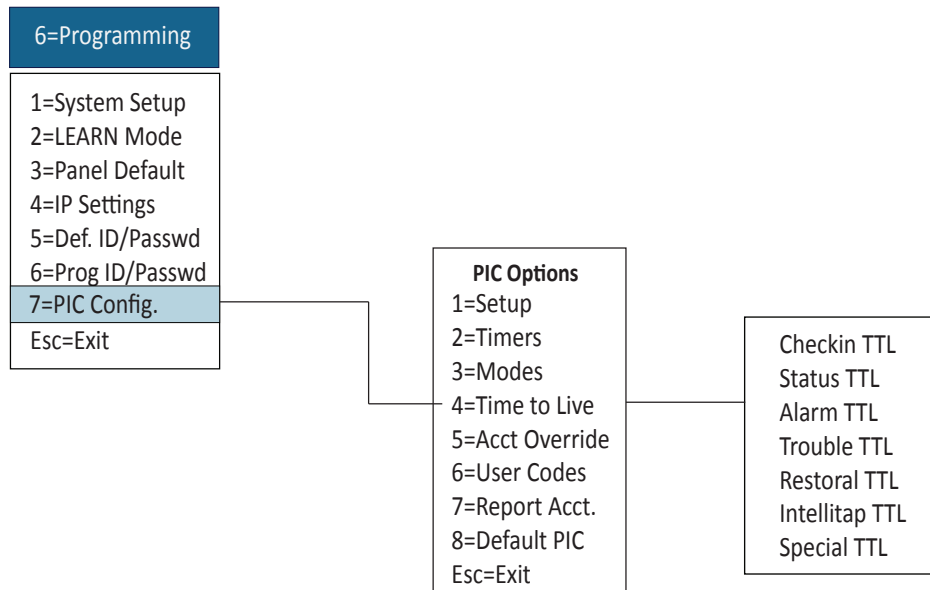 6=Programming
1=System Setup
2=LEARN Mode
3=Panel Default
4=IP Settings
5=Def. ID/Passwd
6=Prog ID/Passwd
7=PIC Config.
Esc=Exit
PIC Options
1=Setup
2=Timers
3=Modes
4=Time to Live
5=Acct Override
6=User Codes
7=Report Acct.
8=Default PIC
Esc=Exit
Checkin TTL
Status TTL
Alarm TTL
Trouble TTL
Restoral TTL
Intellitap TTL
Special TTL